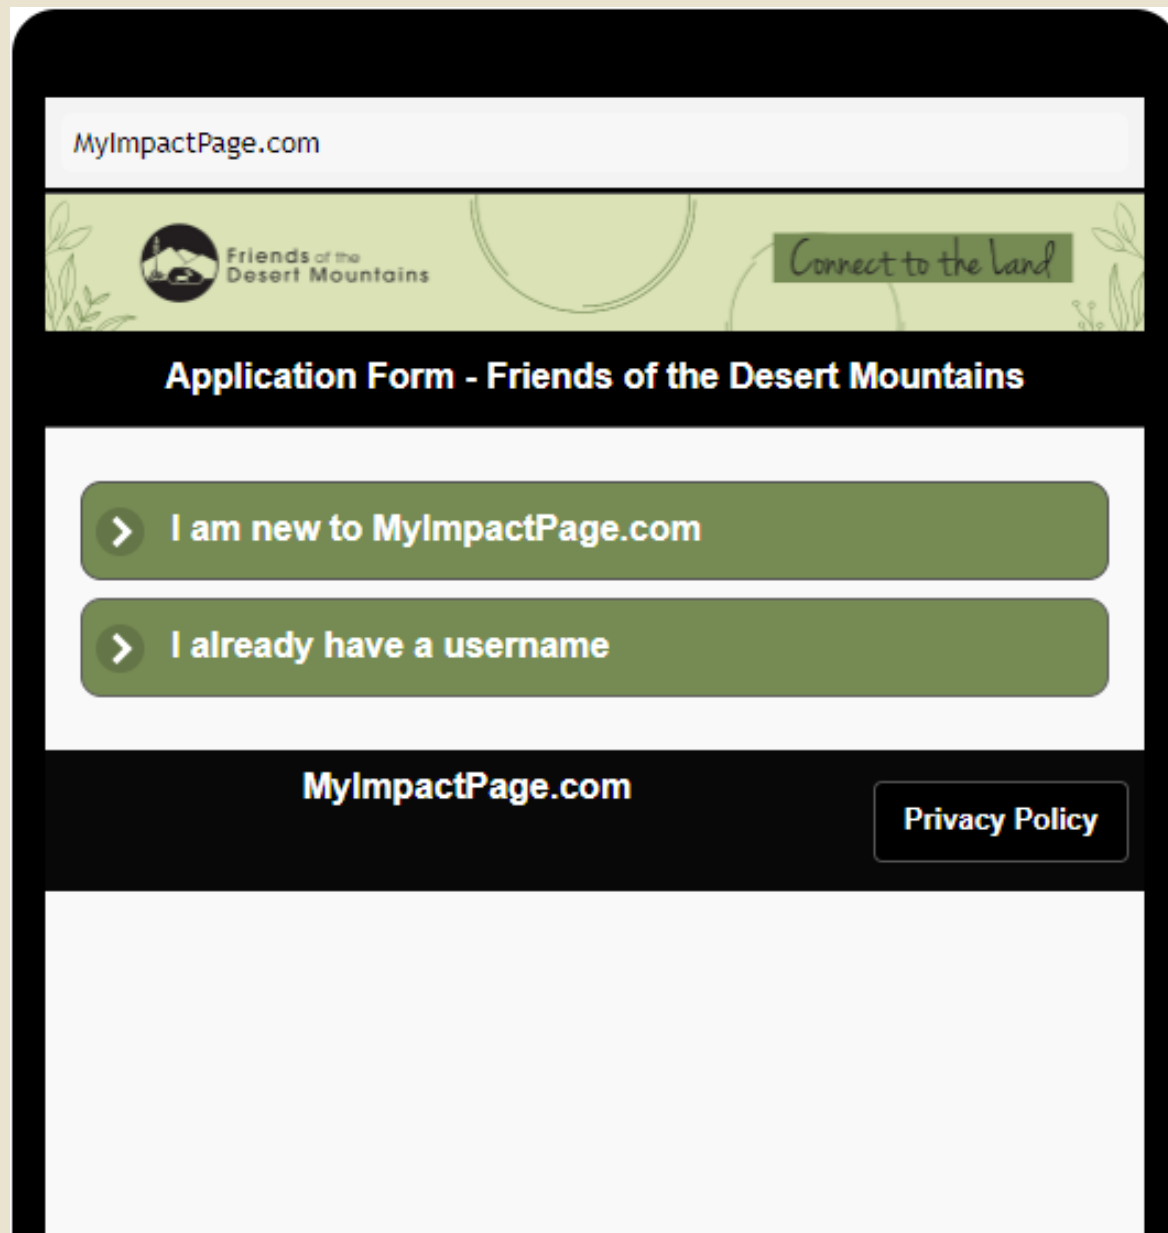 MyImpactPage.com
Friends of the
Desert Mountains
Connect to the Land
Application Form - Friends of the Desert Mountains
I am new to MyImpactPage.com
I already have a username
MyImpactPage.com
Privacy Policy